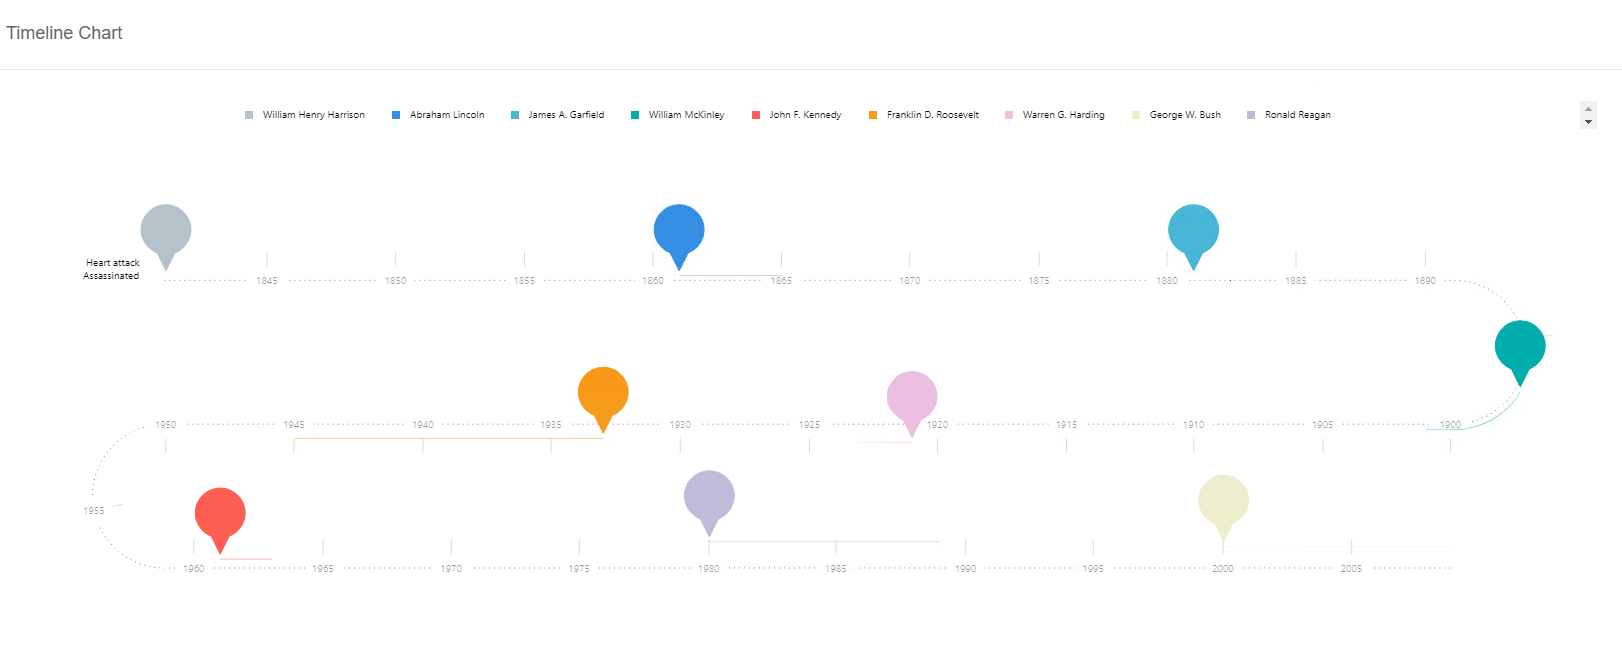 Timeline Chart
William Henry Harrison Abraham Lincoln James A. Garfield William McKinley John F. Kennedy Franklin D. Roosevelt Warren G. Harding George W. Bush Ronald Reagan
Heart attack
Assassinated
1845 1850 1855 1860 1865 1870 1875 1880 1885 1890
1950 1945 1940 1935 1930 1925 1920 1915 1910 1905 1900
1955
1960 1965 1970 1975 1980 1985 1990 1995 2000 2005